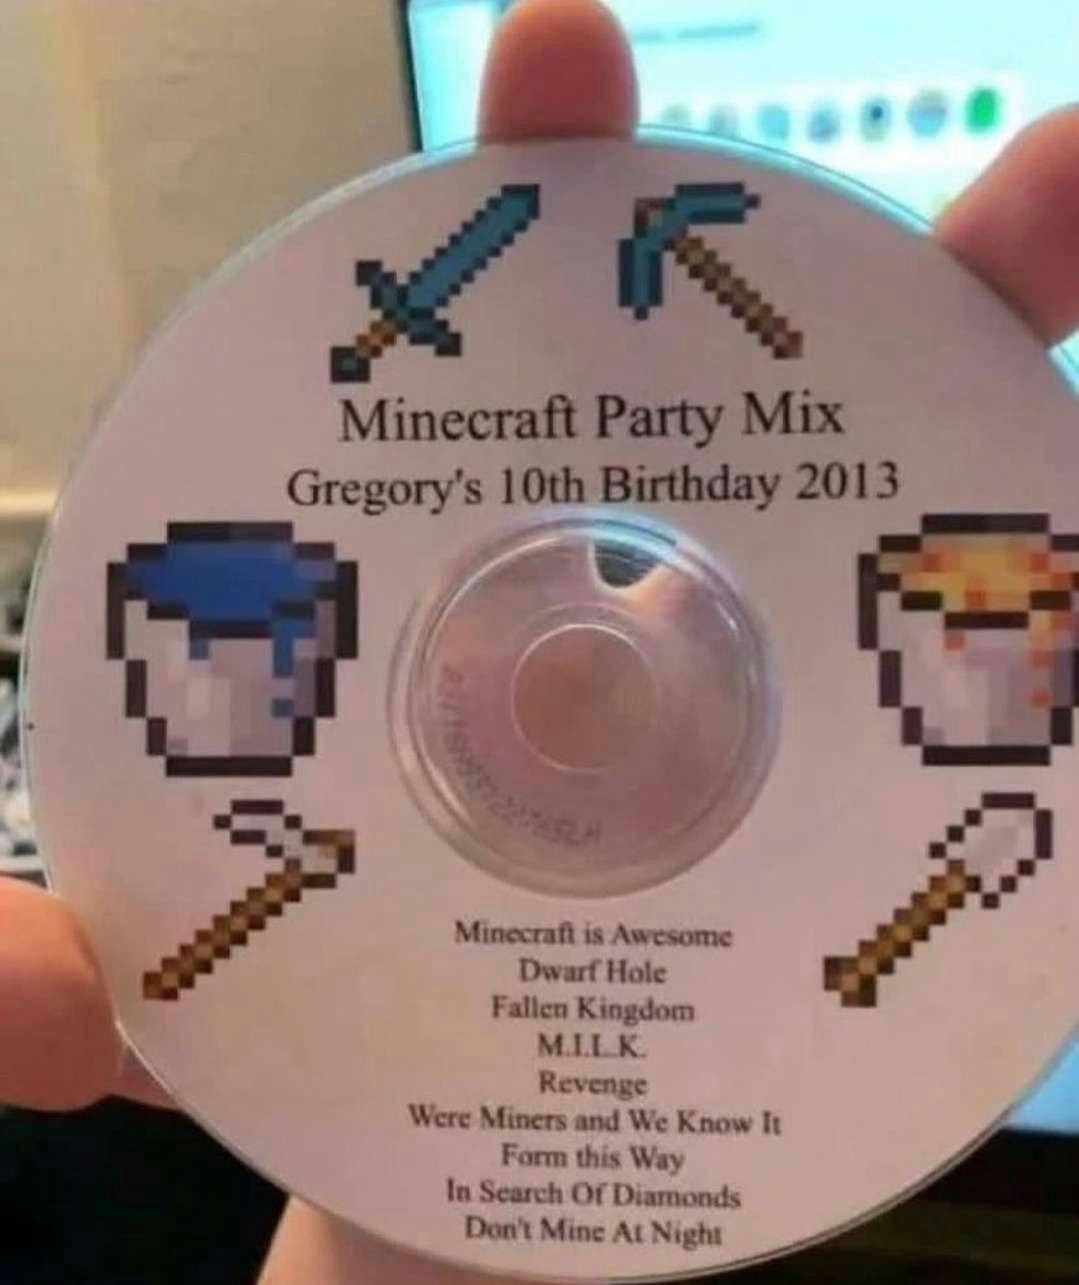 Minecraft Party Mix
Gregory's 10th Birthday 2013
Minecraft is Awesome
Dwarf Hole
Fallen Kingdom
M.I.L.K.
Revenge
Were Miners and We Know It
Form this Way
In Search Of Diamonds
Don't Mine At Night